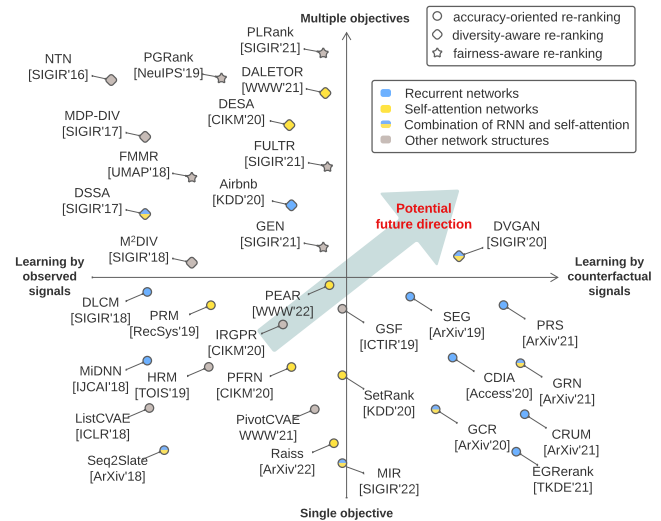 Multiple objectives
accuracy-oriented re-ranking
diversity-aware re-ranking
fairness-aware re-ranking
Recurrent networks
Self-attention networks
Combination of RNN and self-attention
Other network structures
PLRank
[SIGIR'21]
NTN
[SIGIR'16]
PGRank
[NeuIPS'19]
DALETOR
[WWW'21]
DESA
[CIKM'20]
MDP-DIV
[SIGIR'17]
FULTR
[SIGIR'21]
FMMR
[UMAP'18]
Airbnb
[KDD'20]
DSSA
[SIGIR'17]
Potential
future direction
GEN
[SIGIR'21]
DVGAN
[SIGIR'20]
M²DIV
[SIGIR'18]
Learning by
observed
signals
Learning by
counterfactual
signals
DLCM
[SIGIR'18]
PRM
[RecSys'19]
PEAR
[WWW'22]
IRGPR
[CIKM'20]
GSF
[ICTIR'19]
SEG
[ArXiv'19]
PRS
[ArXiv'21]
MiDNN
[IJCAI'18]
HRM
[TOIS'19]
PFRN
[CIKM'20]
SetRank
[KDD'20]
CDIA
[Access'20]
GRN
[ArXiv'21]
ListCVAE
[ICLR'18]
PivotCVAE
WWW'21]
GCR
[ArXiv'20]
CRUM
[ArXiv'21]
Seq2Slate
[ArXiv'18]
Raiss
[ArXiv'22]
MIR
[SIGIR'22]
EGRerank
[TKDE'21]
Single objective